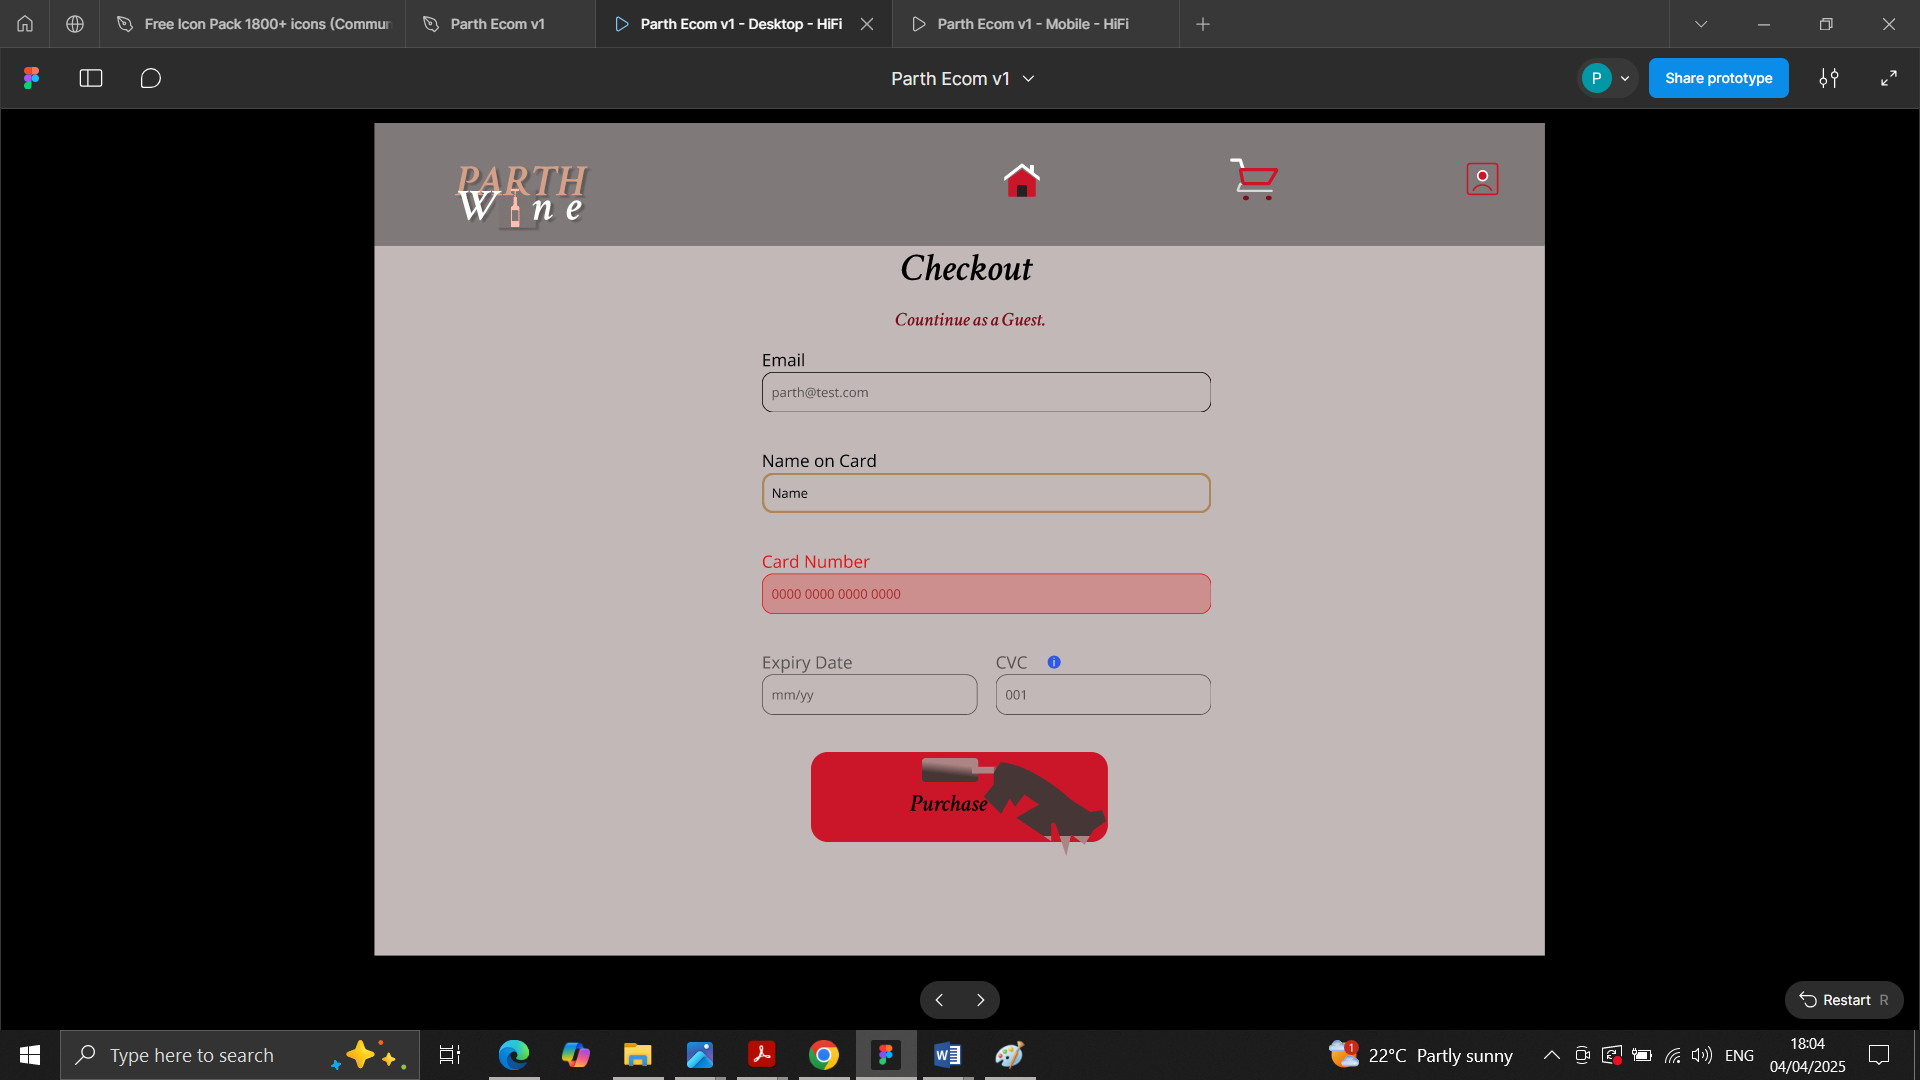 Free Icon Pack 1800+ icons (Commun
Parth Ecom v1
Parth Ecom v1 - Desktop - HiFi
Parth Ecom v1 - Mobile - HiFi
Parth Ecom v1
P
Share prototype
PARTH
Wine
Checkout
Countinue as a Guest.
Email
parth@test.com
Name on Card
Name
Card Number
0000 0000 0000 0000
Expiry Date
CVC
mm/yy
001
Purchase
Restart R
Type here to search
1
22°C Partly sunny
ENG
18:04
04/04/2025